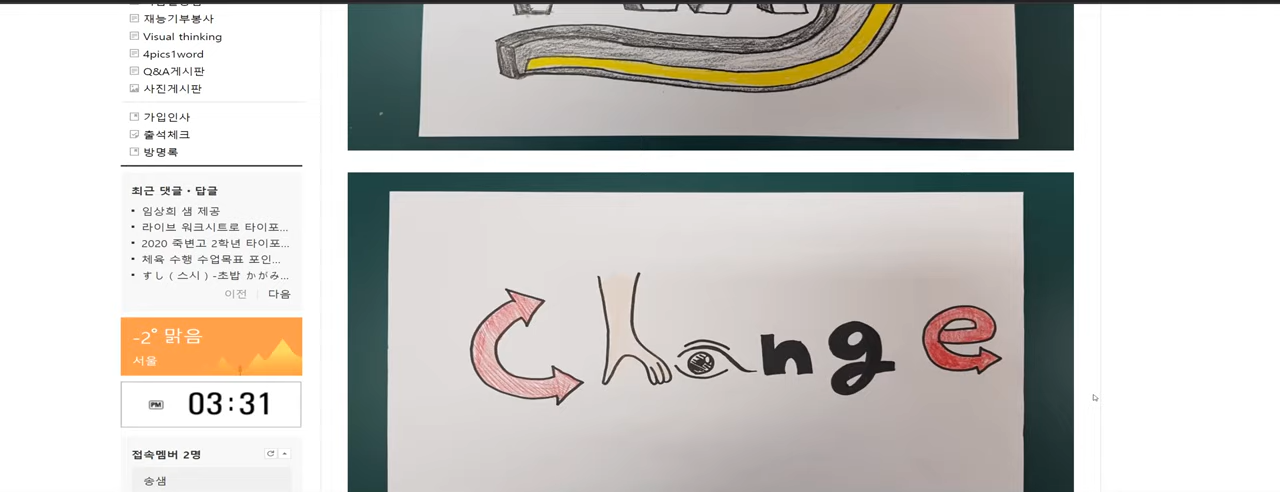 재능기부봉사
Visual thinking
4pics1word
Q&A게시판
사진게시판
가입인사
출석체크
방명록
최근 댓글・답글
• 임상희 샘 제공
• 라이브 워크시트로 타이포...
• 2020 죽변고 2학년 타이포...
• 체육 수행 수업목표 포인...
• すし ( 스시 ) -초밥 かがみ...
이전 | 다음
-2° 맑음
서울
PM 03:31
접속멤버 2명
송샘
Change